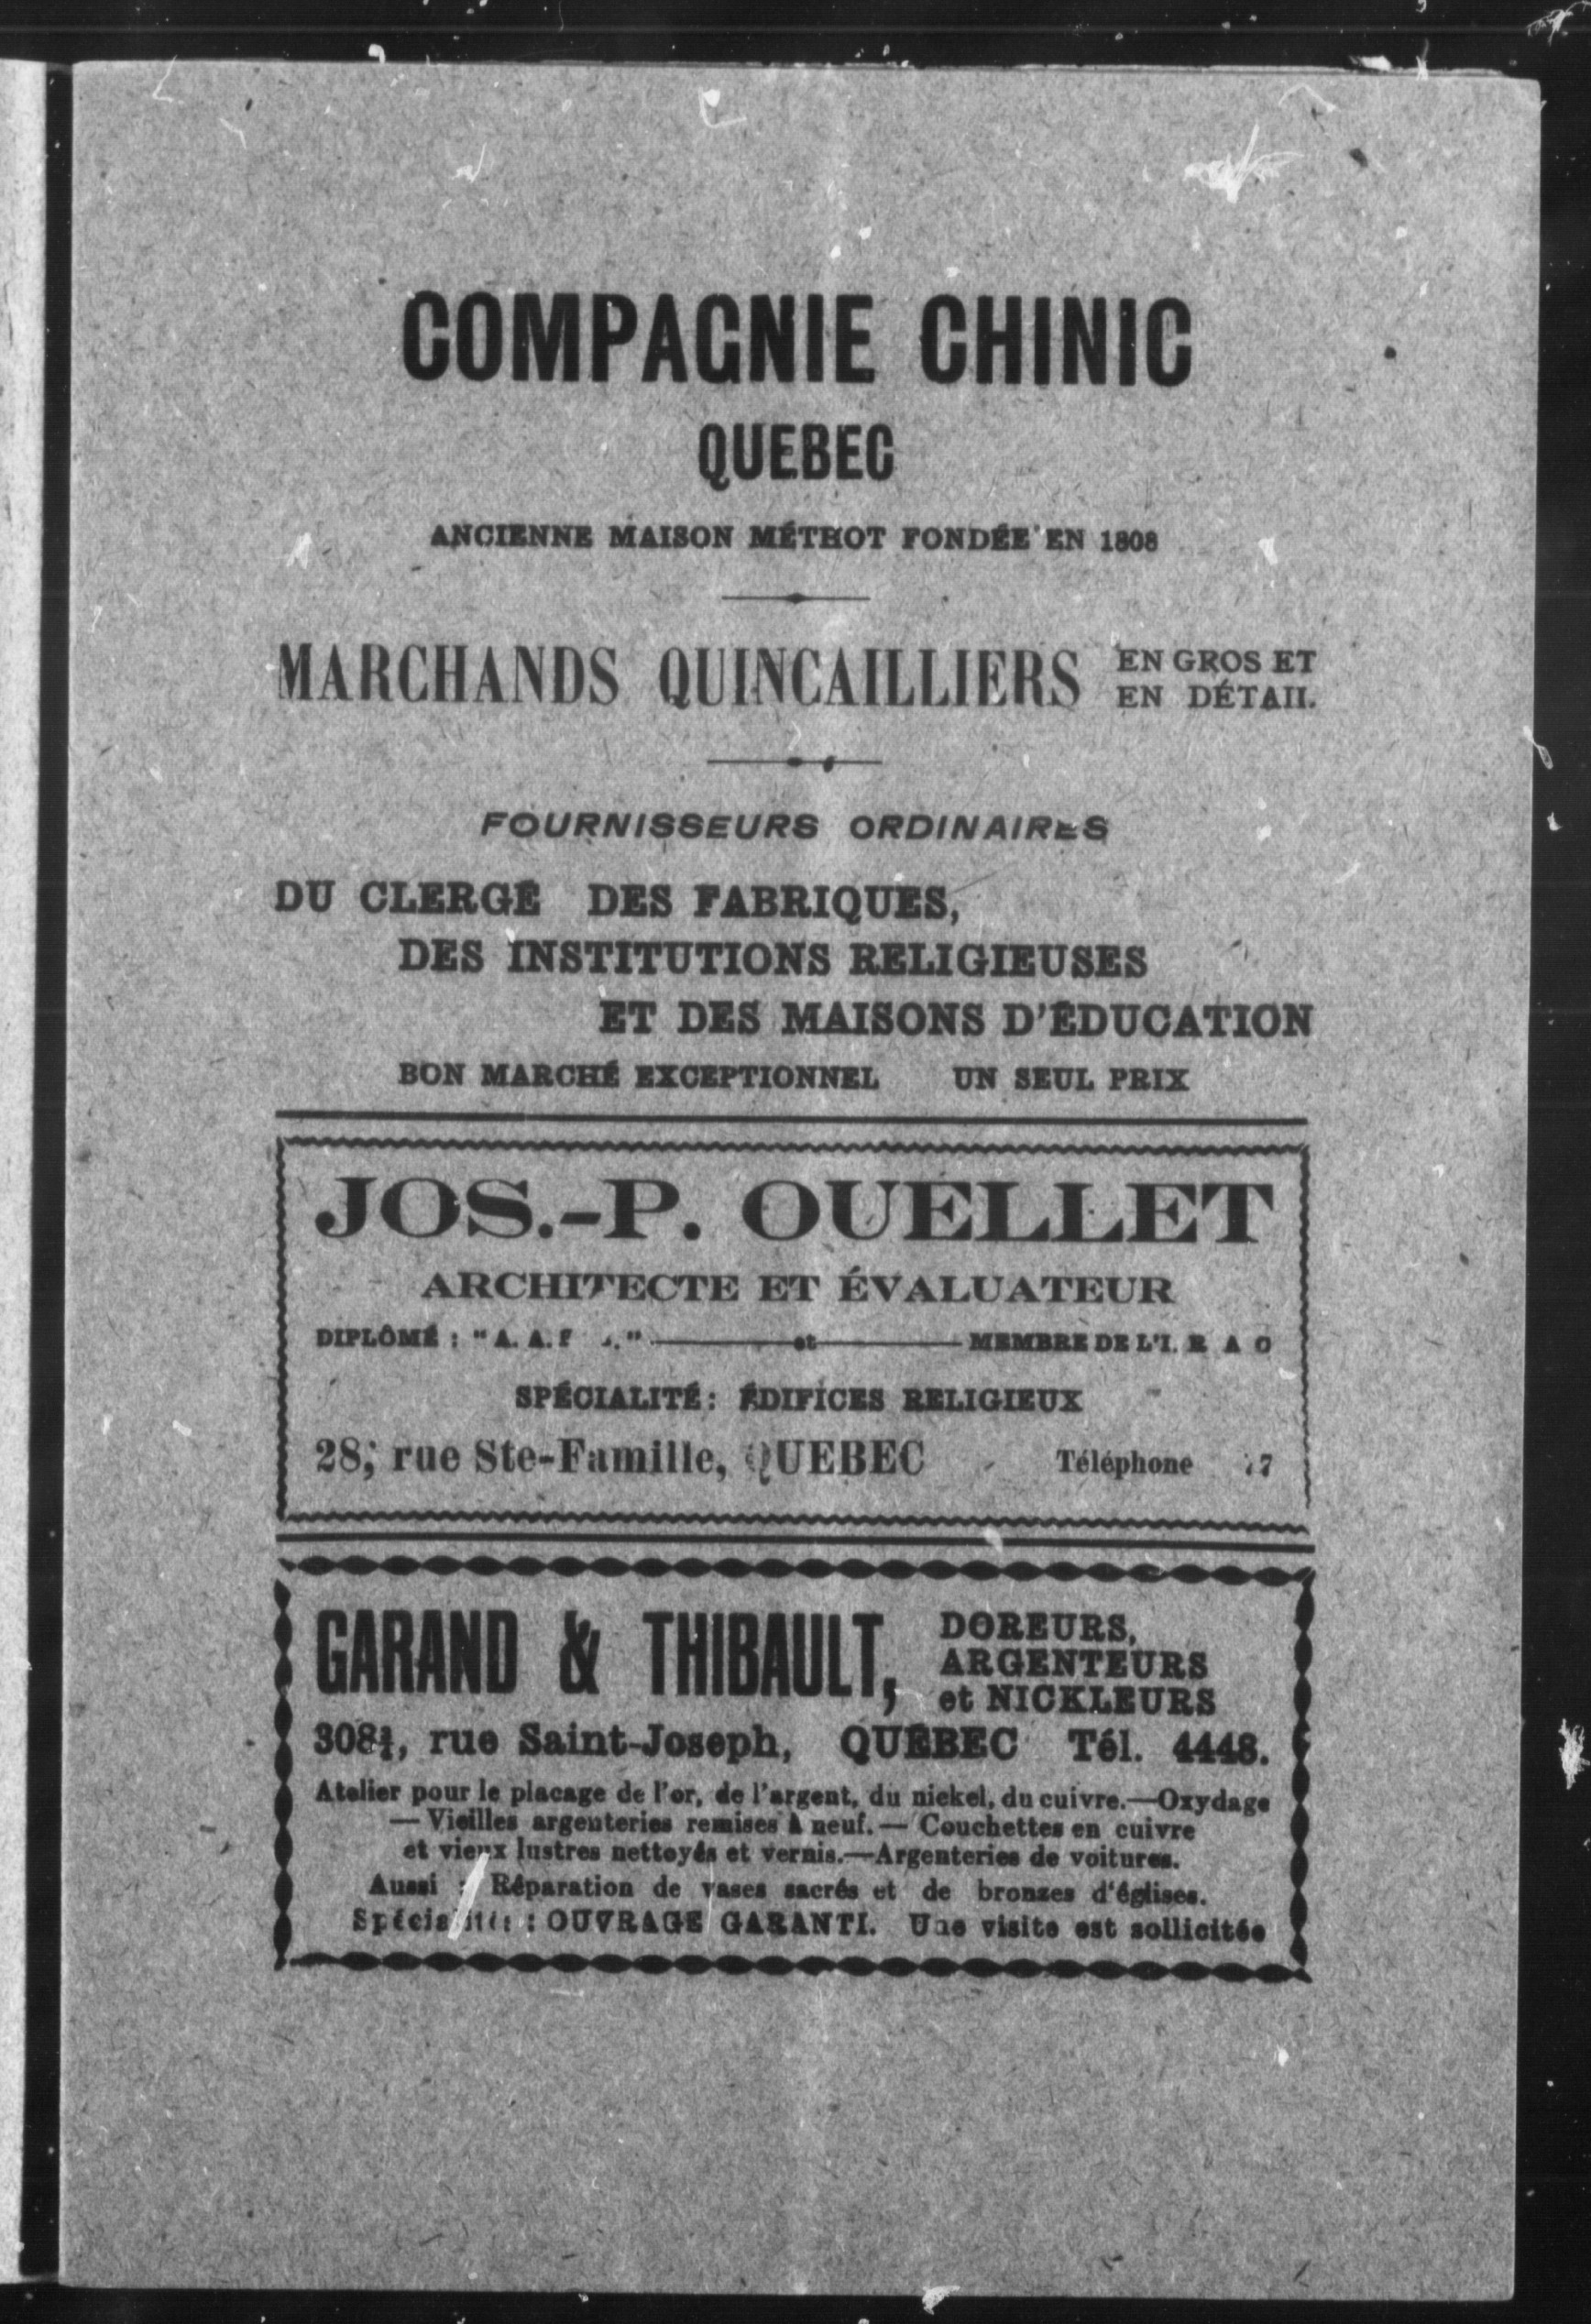 COMPAGNIE CHINIC
QUEBEC
ANCIENNE MAISON MÉTHOT FONDÉE EN 1808
MARCHANDS QUINCAILLIERS EN GROS ET
EN DÉTAIL
FOURNISSEURS ORDINAIRES
DU CLERGÉ DES FABRIQUES,
DES INSTITUTIONS RELIGIEUSES
ET DES MAISONS D'ÉDUCATION
BON MARCHÉ EXCEPTIONNEL UN SEUL PRIX
JOS.-P. OUELLET
ARCHITECTE ET ÉVALUATEUR
DIPLÔMÉ : "A. A. —— et —— MEMBRE DE L'I. R A C
SPÉCIALITÉ: ÉDIFICES RELIGIEUX
28, rue Ste-Famille, QUEBEC Téléphone
GARAND & THIBAULT, DOREURS,
ARGENTEURS
et NICKLEURS
308¾, rue Saint-Joseph, QUÉBEC Tél. 4448.
Atelier pour le placage de l'or, de l'argent, du nickel, du cuivre.—Oxydage
— Vieilles argenteries remises à neuf.— Couchettes en cuivre
et vieux lustres nettoyés et vernis.—Argenteries de voitures.
Aussi : Réparation de vases sacrés et de bronzes d'églises.
Spécialité : OUVRAGE GARANTI. Une visite est sollicitée